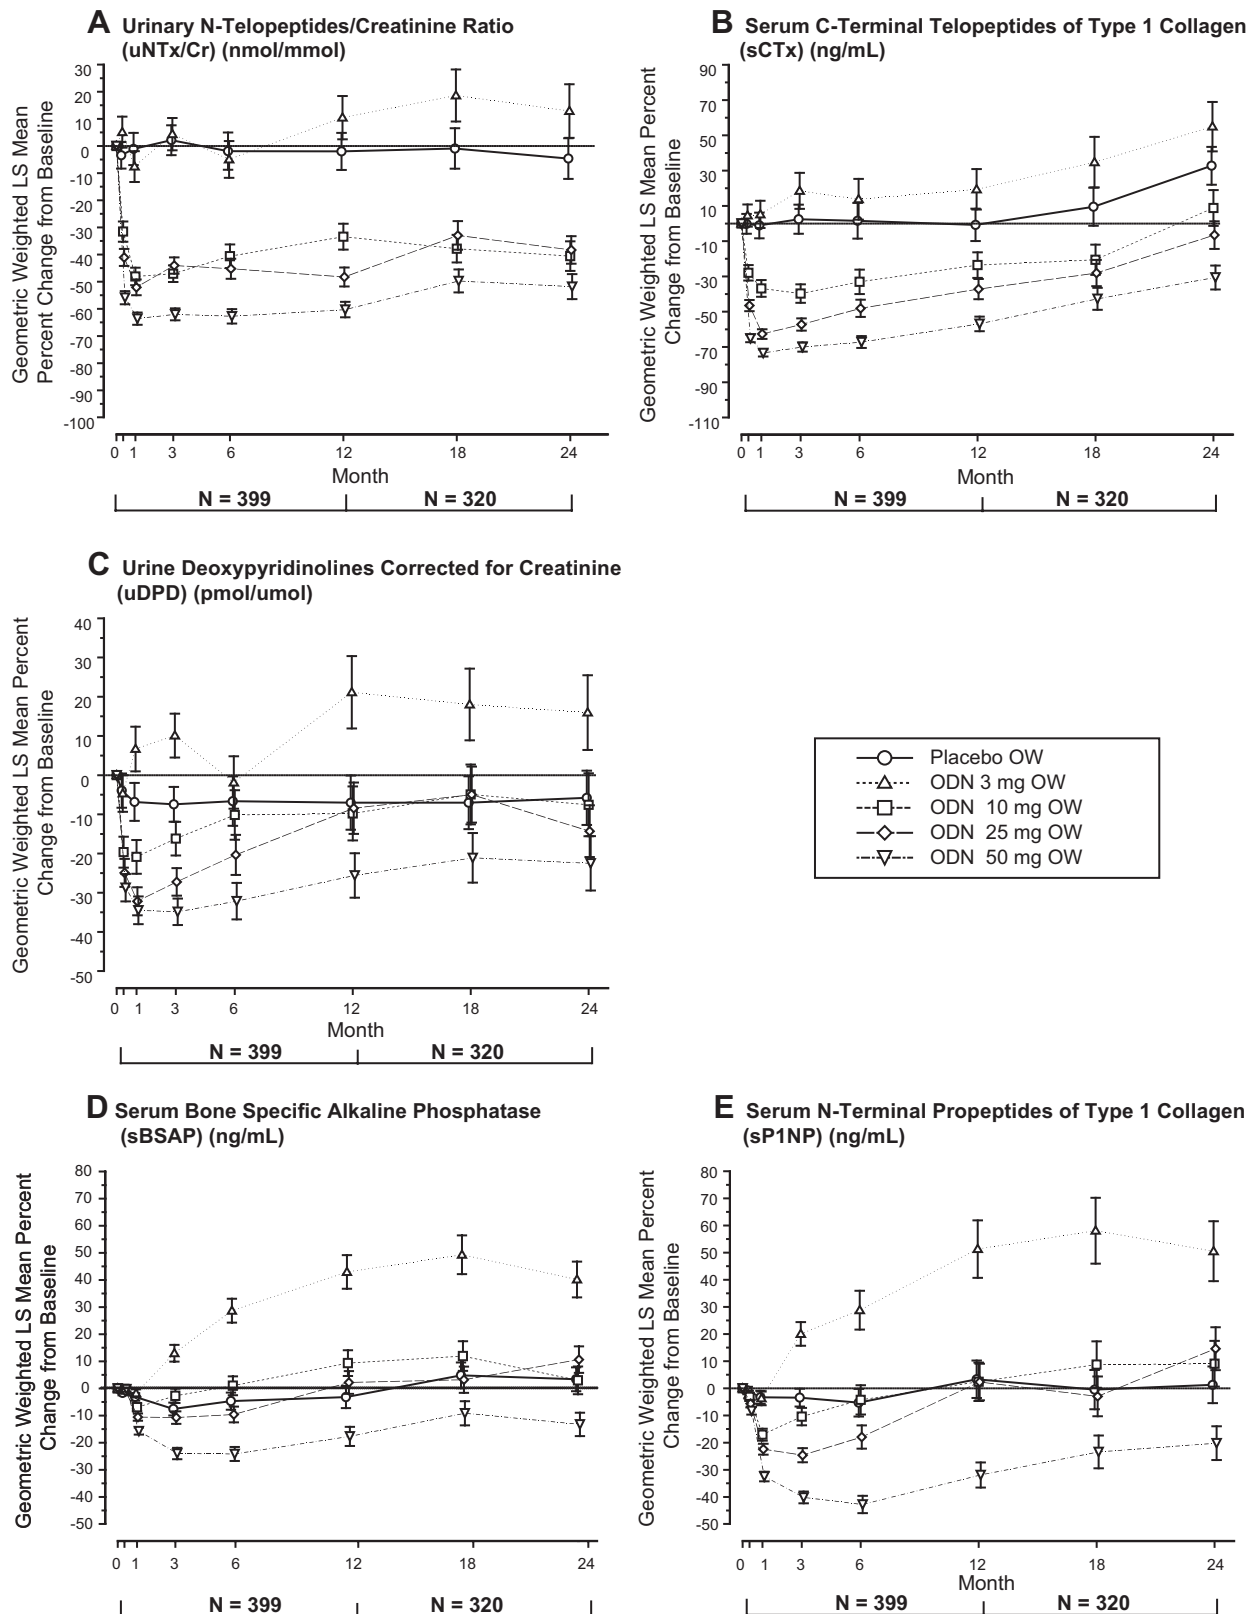 A Urinary N-Telopeptides/Creatinine Ratio
(uNTx/Cr) (nmol/mmol)
Geometric Weighted LS Mean
Percent Change from Baseline
30
20
10
0
-10
-20
-30
-40
-50
-60
-70
-80
-90
-100
0 1 3 6 12 18 24
Month
N = 399 N = 320
B Serum C-Terminal Telopeptides of Type 1 Collagen
(sCTx) (ng/mL)
Geometric Weighted LS Mean Percent
Change from Baseline
90
70
50
30
10
-10
-30
-50
-70
-90
-110
0 1 3 6 12 18 24
Month
N = 399 N = 320
C Urine Deoxypyridinolines Corrected for Creatinine
(uDPD) (pmol/umol)
Geometric Weighted LS Mean Percent
Change from Baseline
40
30
20
10
0
-10
-20
-30
-40
-50
0 1 3 6 12 18 24
Month
N = 399 N = 320
Placebo OW
ODN 3 mg OW
ODN 10 mg OW
ODN 25 mg OW
ODN 50 mg OW
D Serum Bone Specific Alkaline Phosphatase
(sBSAP) (ng/mL)
Geometric Weighted LS Mean Percent
Change from Baseline
80
70
60
50
40
30
20
10
0
-10
-20
-30
-40
-50
0 1 3 6 12 18 24
N = 399 N = 320
E Serum N-Terminal Propeptides of Type 1 Collagen
(sP1NP) (ng/mL)
Geometric Weighted LS Mean Percent
Change from Baseline
80
70
60
50
40
30
20
10
0
-10
-20
-30
-40
-50
0 1 3 6 12 18 24
Month
N = 399 N = 320